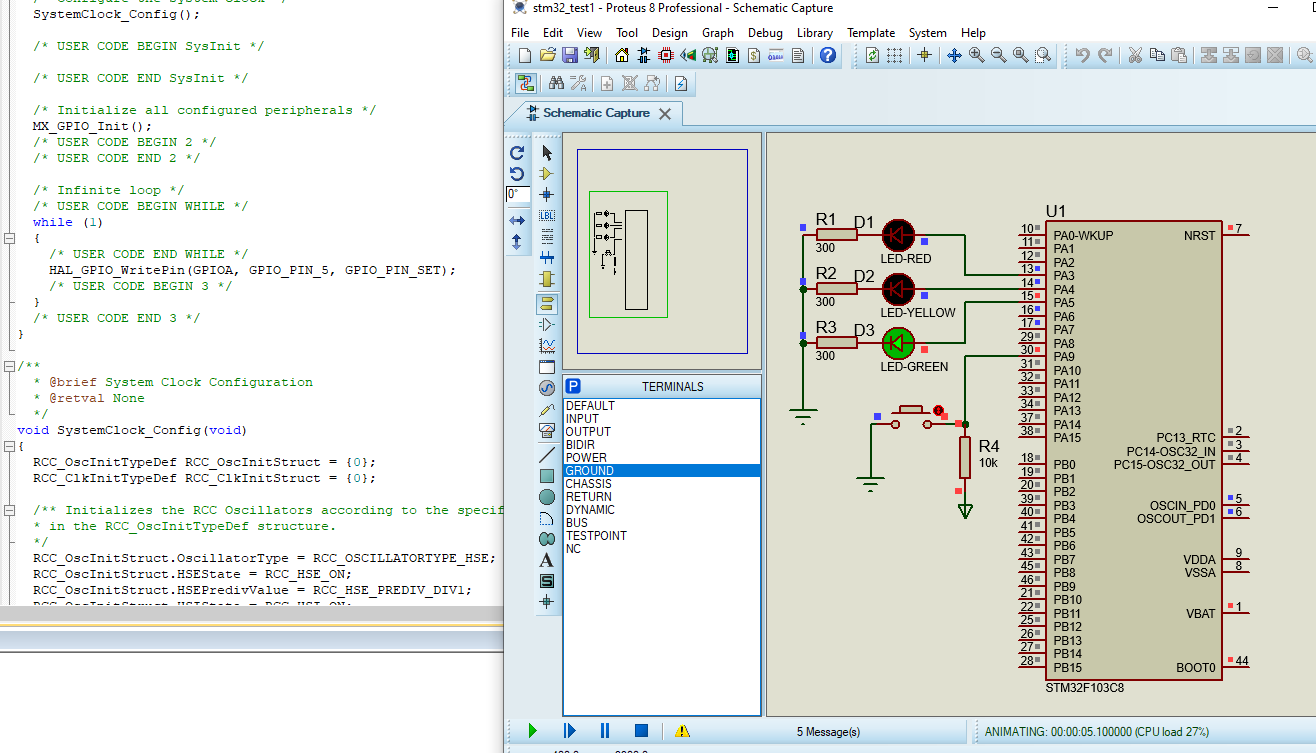 SystemClock_Config();
/* USER CODE BEGIN SysInit */
/* USER CODE END SysInit */
/* Initialize all configured peripherals */
MX_GPIO_Init();
/* USER CODE BEGIN 2 */
/* USER CODE END 2 */
/* Infinite loop */
/* USER CODE BEGIN WHILE */
while (1)
{
/* USER CODE END WHILE */
HAL_GPIO_WritePin(GPIOA, GPIO_PIN_5, GPIO_PIN_SET);
/* USER CODE BEGIN 3 */
}
/* USER CODE END 3 */
}
/**
* @brief System Clock Configuration
* @retval None
*/
void SystemClock_Config(void)
{
RCC_OscInitTypeDef RCC_OscInitStruct = {0};
RCC_ClkInitTypeDef RCC_ClkInitStruct = {0};
/** Initializes the RCC Oscillators according to the specif
* in the RCC_OscInitTypeDef structure.
*/
RCC_OscInitStruct.OscillatorType = RCC_OSCILLATORTYPE_HSE;
RCC_OscInitStruct.HSEState = RCC_HSE_ON;
RCC_OscInitStruct.HSEPredivValue = RCC_HSE_PREDIV_DIV1;
stm32_test1 - Proteus 8 Professional - Schematic Capture
File Edit View Tool Design Graph Debug Library Template System Help
Schematic Capture
0°
LBL
A
S
P TERMINALS
DEFAULT
INPUT
OUTPUT
BIDIR
POWER
GROUND
CHASSIS
RETURN
DYNAMIC
BUS
TESTPOINT
NC
R1
300
D1
LED-RED
R2
300
D2
LED-YELLOW
R3
300
D3
LED-GREEN
R4
10k
U1
10 PA0-WKUP
11 PA1
12 PA2
13 PA3
14 PA4
15 PA5
16 PA6
17 PA7
29 PA8
30 PA9
31 PA10
32 PA11
33 PA12
34 PA13
37 PA14
38 PA15
18 PB0
19 PB1
20 PB2
39 PB3
40 PB4
41 PB5
42 PB6
43 PB7
45 PB8
46 PB9
21 PB10
22 PB11
25 PB12
26 PB13
27 PB14
28 PB15
NRST 7
PC13_RTC 2
PC14-OSC32_IN 3
PC15-OSC32_OUT 4
OSCIN_PD0 5
OSCOUT_PD1 6
VDDA 9
VSSA 8
VBAT 1
BOOT0 44
STM32F103C8
5 Message(s)
ANIMATING: 00:00:05.100000 (CPU load 27%)